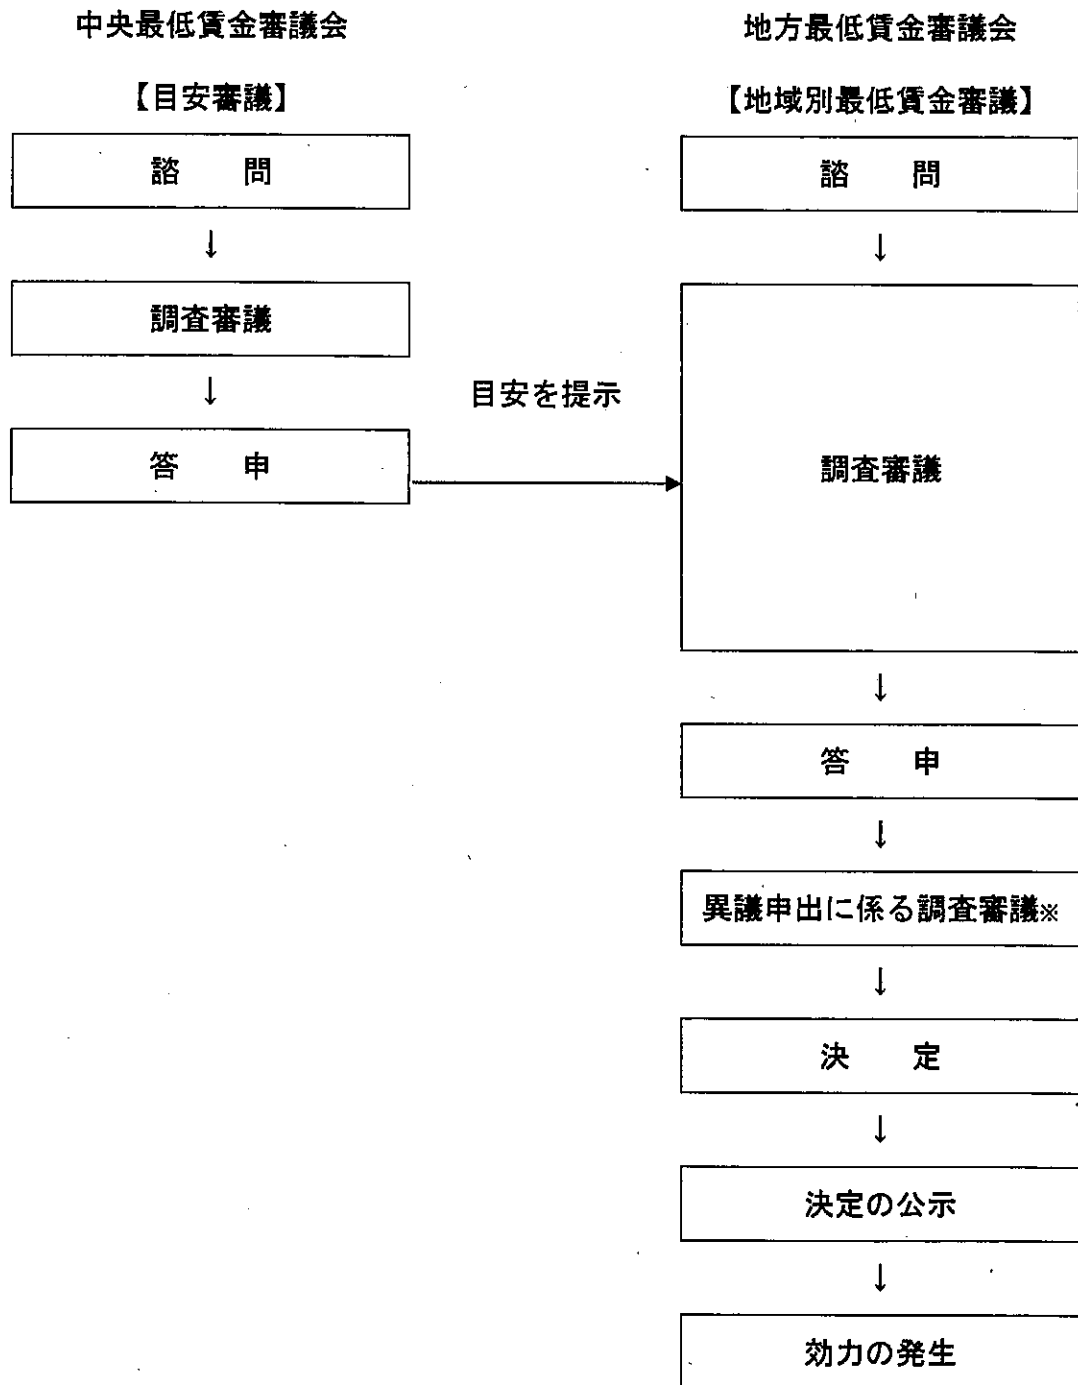 中央最低賃金審議会
【目安審議】
諮 問
↓
調査審議
↓
答 申
目安を提示
地方最低賃金審議会
【地域別最低賃金審議】
諮 問
↓
調査審議
↓
答 申
↓
異議申出に係る調査審議※
↓
決 定
↓
決定の公示
↓
効力の発生